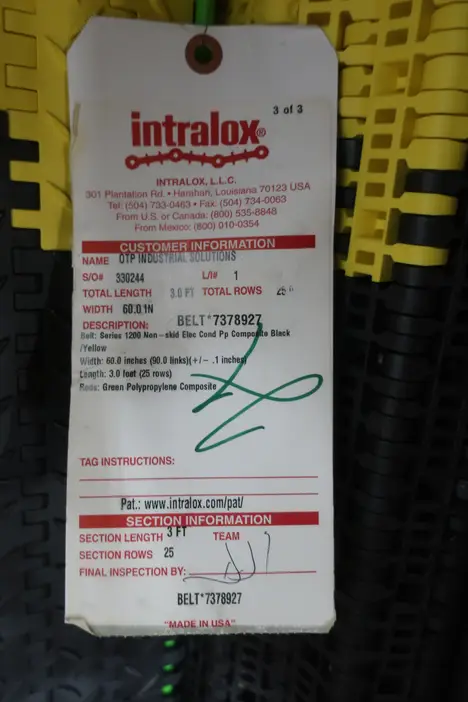 3 of 3
intralox®
INTRALOX, L.L.C.
301 Plantation Rd. • Harahan, Louisiana 70123 USA
Tel: (504) 733-0463 • Fax: (504) 734-0063
From U.S. or Canada: (800) 535-8848
From Mexico: (800) 010-0354
CUSTOMER INFORMATION
NAME OTP INDUSTRIAL SOLUTIONS
S/O# 330244 L/I# 1
TOTAL LENGTH 3.0 FT TOTAL ROWS
WIDTH 60.0 IN
DESCRIPTION: BELT*7378927
Belt: Series 1200 Non-skid Elec Cond Pp Composite Black
/Yellow
Width: 60.0 inches (90.0 links)(+/- .1 inches)
Length: 3.0 feet (25 rows)
Rods: Green Polypropylene Composite
TAG INSTRUCTIONS:
Pat.: www.intralox.com/pat/
SECTION INFORMATION
SECTION LENGTH 3 FT TEAM
SECTION ROWS 25
FINAL INSPECTION BY:
BELT*7378927
"MADE IN USA"